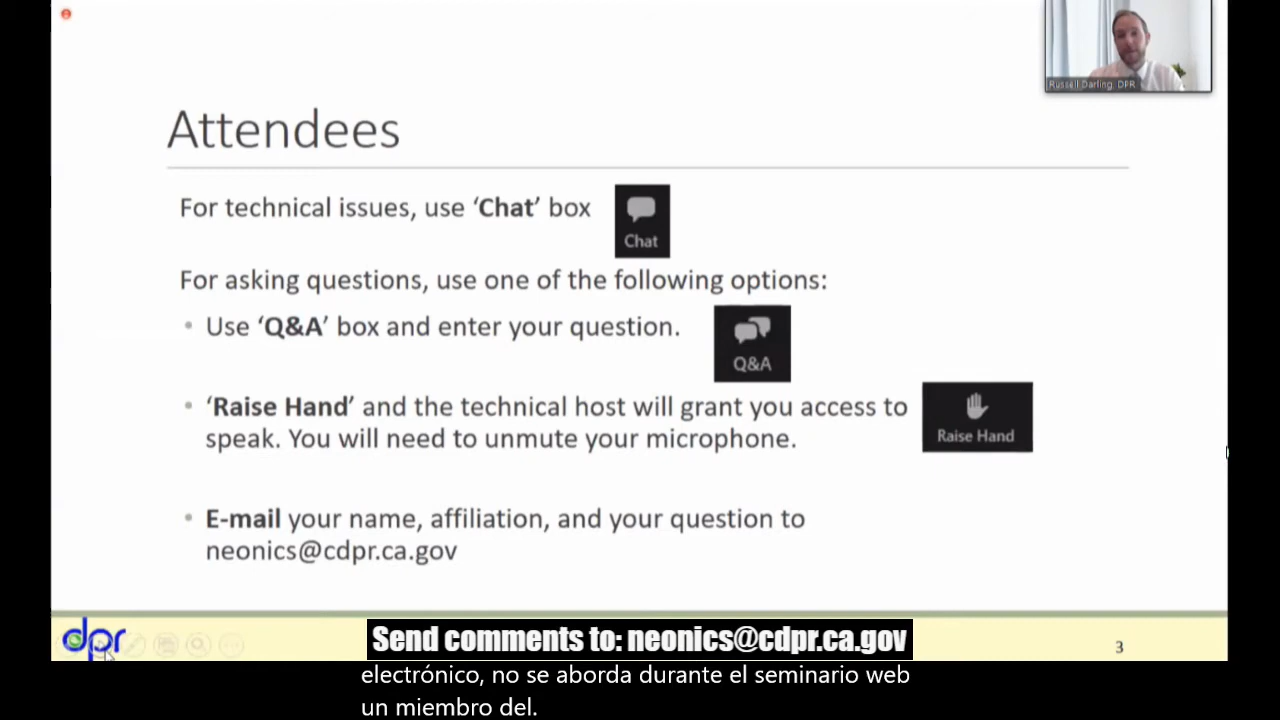 Russell Darling, DPR
Attendees
For technical issues, use ‘Chat’ box
Chat
For asking questions, use one of the following options:
• Use ‘Q&A’ box and enter your question.
Q&A
• ‘Raise Hand’ and the technical host will grant you access to
speak. You will need to unmute your microphone.
Raise Hand
• E-mail your name, affiliation, and your question to
neonics@cdpr.ca.gov
dpr
Send comments to: neonics@cdpr.ca.gov
3
electrónico, no se aborda durante el seminario web
un miembro del.